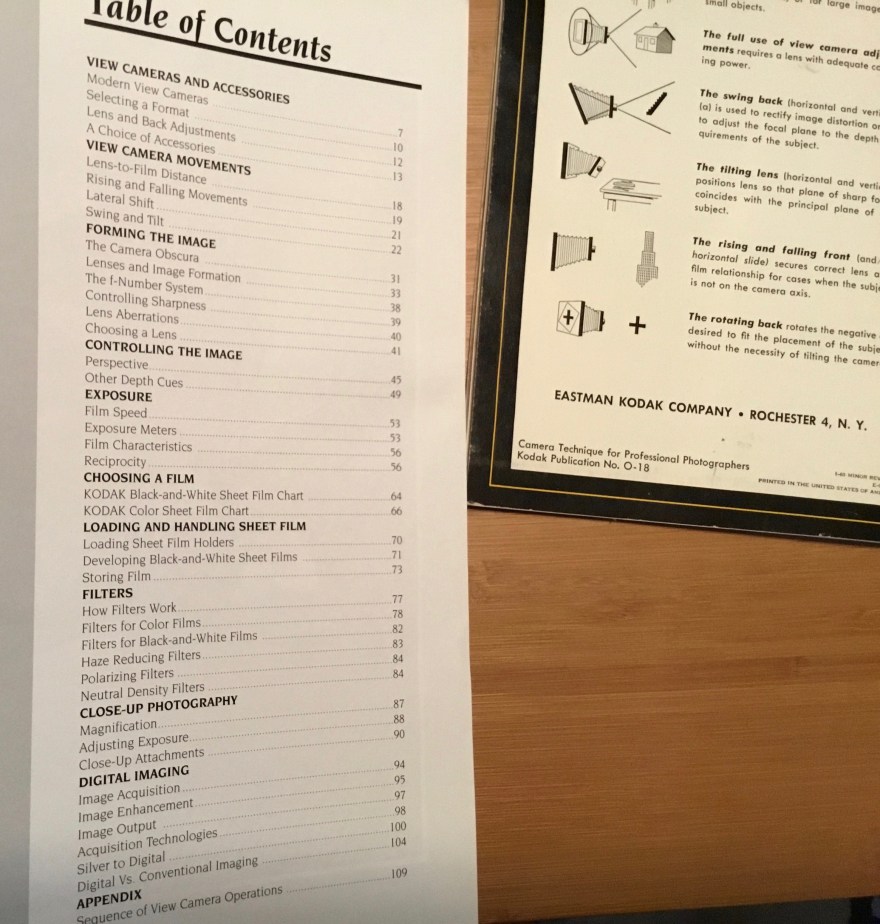 Table of Contents
VIEW CAMERAS AND ACCESSORIES
Modern View Cameras 7
Selecting a Format 10
Lens and Back Adjustments 12
A Choice of Accessories 13
VIEW CAMERA MOVEMENTS
Lens-to-Film Distance 18
Rising and Falling Movements 19
Lateral Shift 21
Swing and Tilt 22
FORMING THE IMAGE
The Camera Obscura 31
Lenses and Image Formation 33
The f-Number System 38
Controlling Sharpness 39
Lens Aberrations 40
Choosing a Lens 41
CONTROLLING THE IMAGE
Perspective 45
Other Depth Cues 49
EXPOSURE
Film Speed 53
Exposure Meters 53
Film Characteristics 56
Reciprocity 56
CHOOSING A FILM
KODAK Black-and-White Sheet Film Chart 64
KODAK Color Sheet Film Chart 66
LOADING AND HANDLING SHEET FILM
Loading Sheet Film Holders 70
Developing Black-and-White Sheet Films 71
Storing Film 73
FILTERS
How Filters Work 77
Filters for Color Films 78
Filters for Black-and-White Films 82
Haze Reducing Filters 83
Polarizing Filters 84
Neutral Density Filters 84
CLOSE-UP PHOTOGRAPHY
Magnification 87
Adjusting Exposure 88
Close-Up Attachments 90
DIGITAL IMAGING
Image Acquisition 94
Image Enhancement 95
Image Output 97
Acquisition Technologies 98
Silver to Digital 100
Digital Vs. Conventional Imaging 104
APPENDIX
Sequence of View Camera Operations 109
for large image
small objects.
The full use of view camera adj
ments requires a lens with adequate co
ing power.
The swing back (horizontal and verti
(a) is used to rectify image distortion or
to adjust the focal plane to the depth
quirements of the subject.
The tilting lens (horizontal and verti
positions lens so that plane of sharp fo
coincides with the principal plane of
subject.
The rising and falling front (and
horizontal slide) secures correct lens a
film relationship for cases when the subje
is not on the camera axis.
The rotating back rotates the negative
desired to fit the placement of the subje
without the necessity of tilting the camer
EASTMAN KODAK COMPANY • ROCHESTER 4, N. Y.
Camera Technique for Professional Photographers
Kodak Publication No. O-18
PRINTED IN THE UNITED STATES OF AM